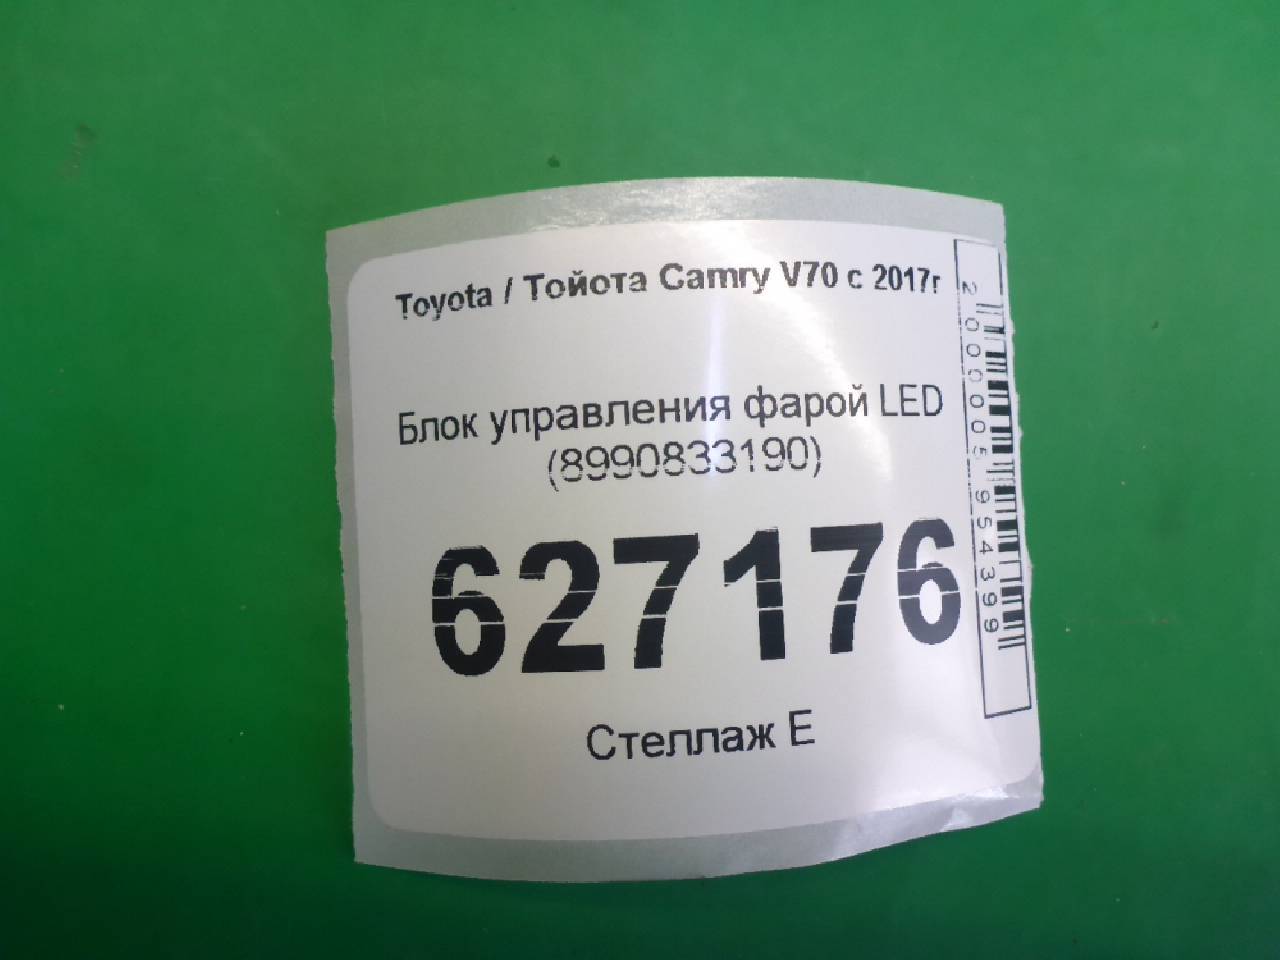 Toyota / Тойота Camry V70 с 2017г
Блок управления фарой LED
(8990833190)
627176
Стеллаж Е
2000005954399